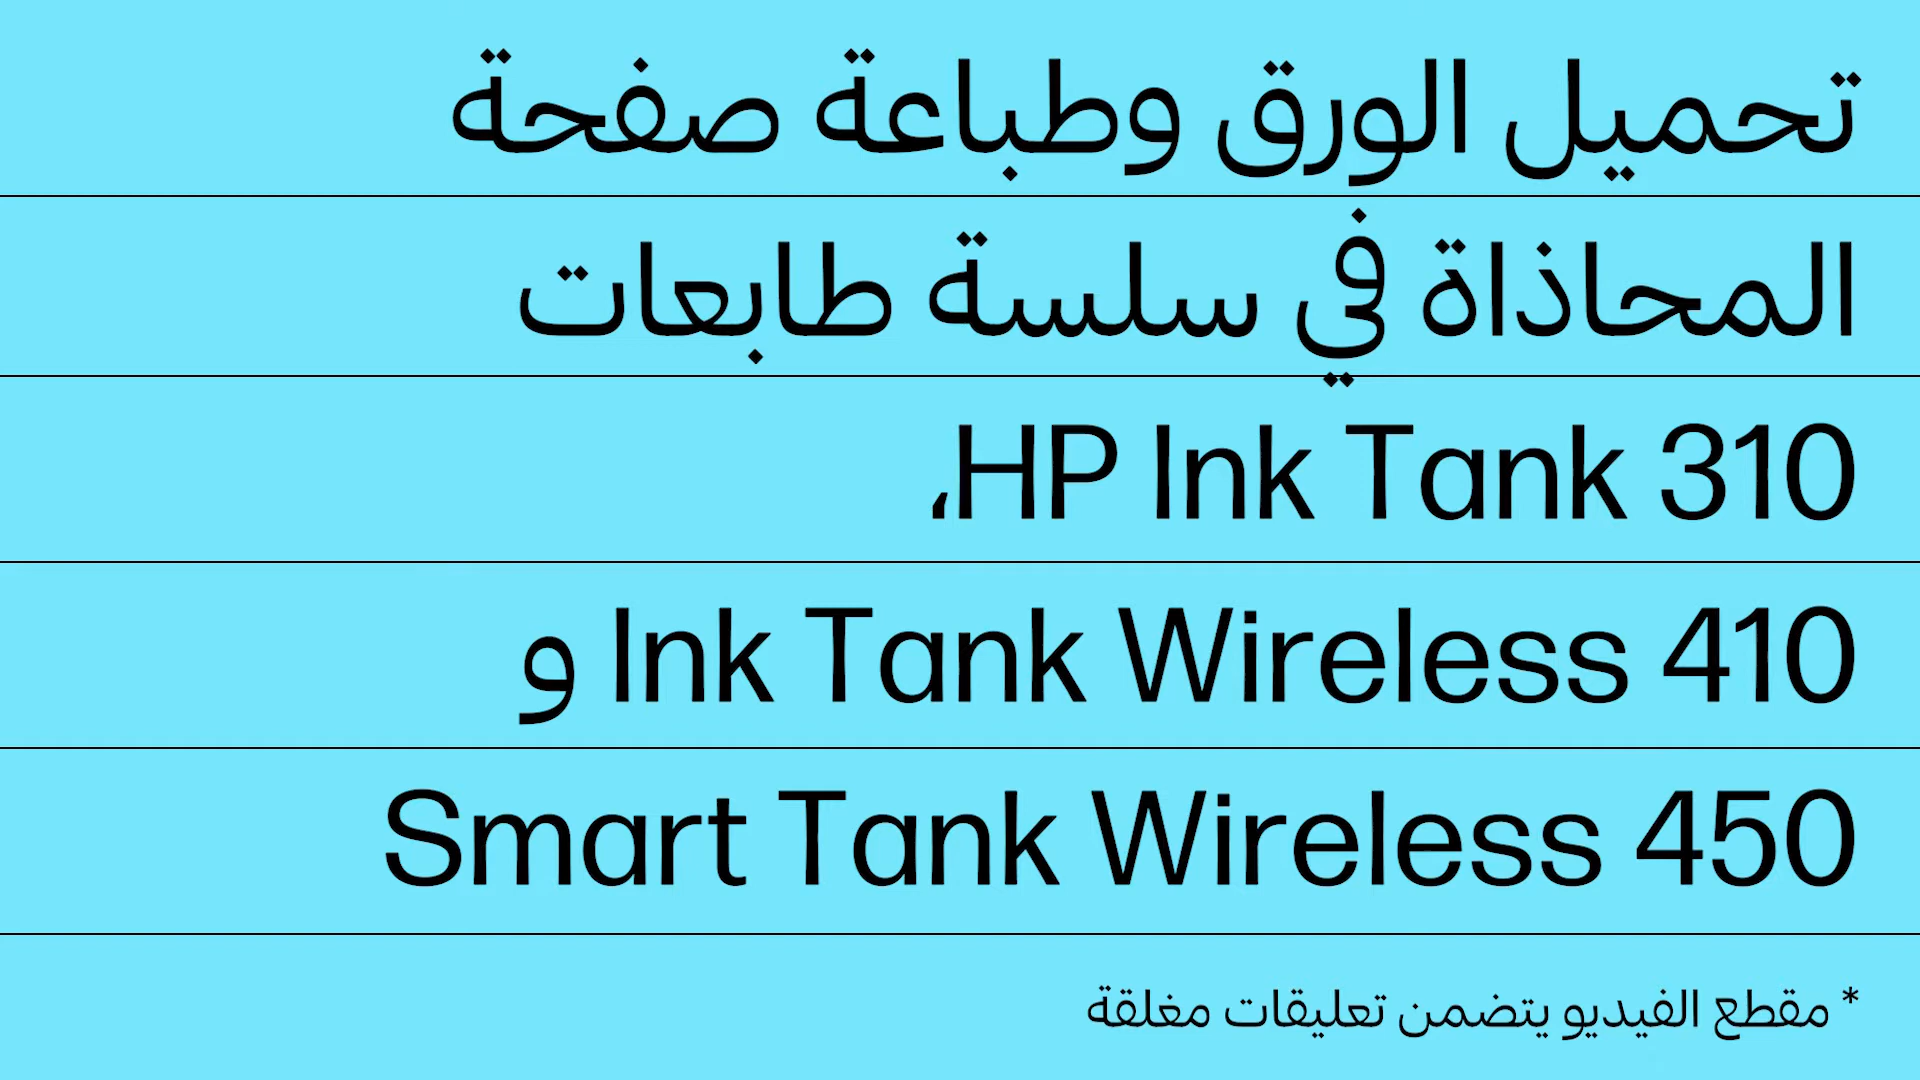 تحميل الورق وطباعة صفحة
المحاذاة في سلسة طابعات
HP Ink Tank 310،
Ink Tank Wireless 410 و
Smart Tank Wireless 450
* مقطع الفيديو يتضمن تعليقات مغلقة